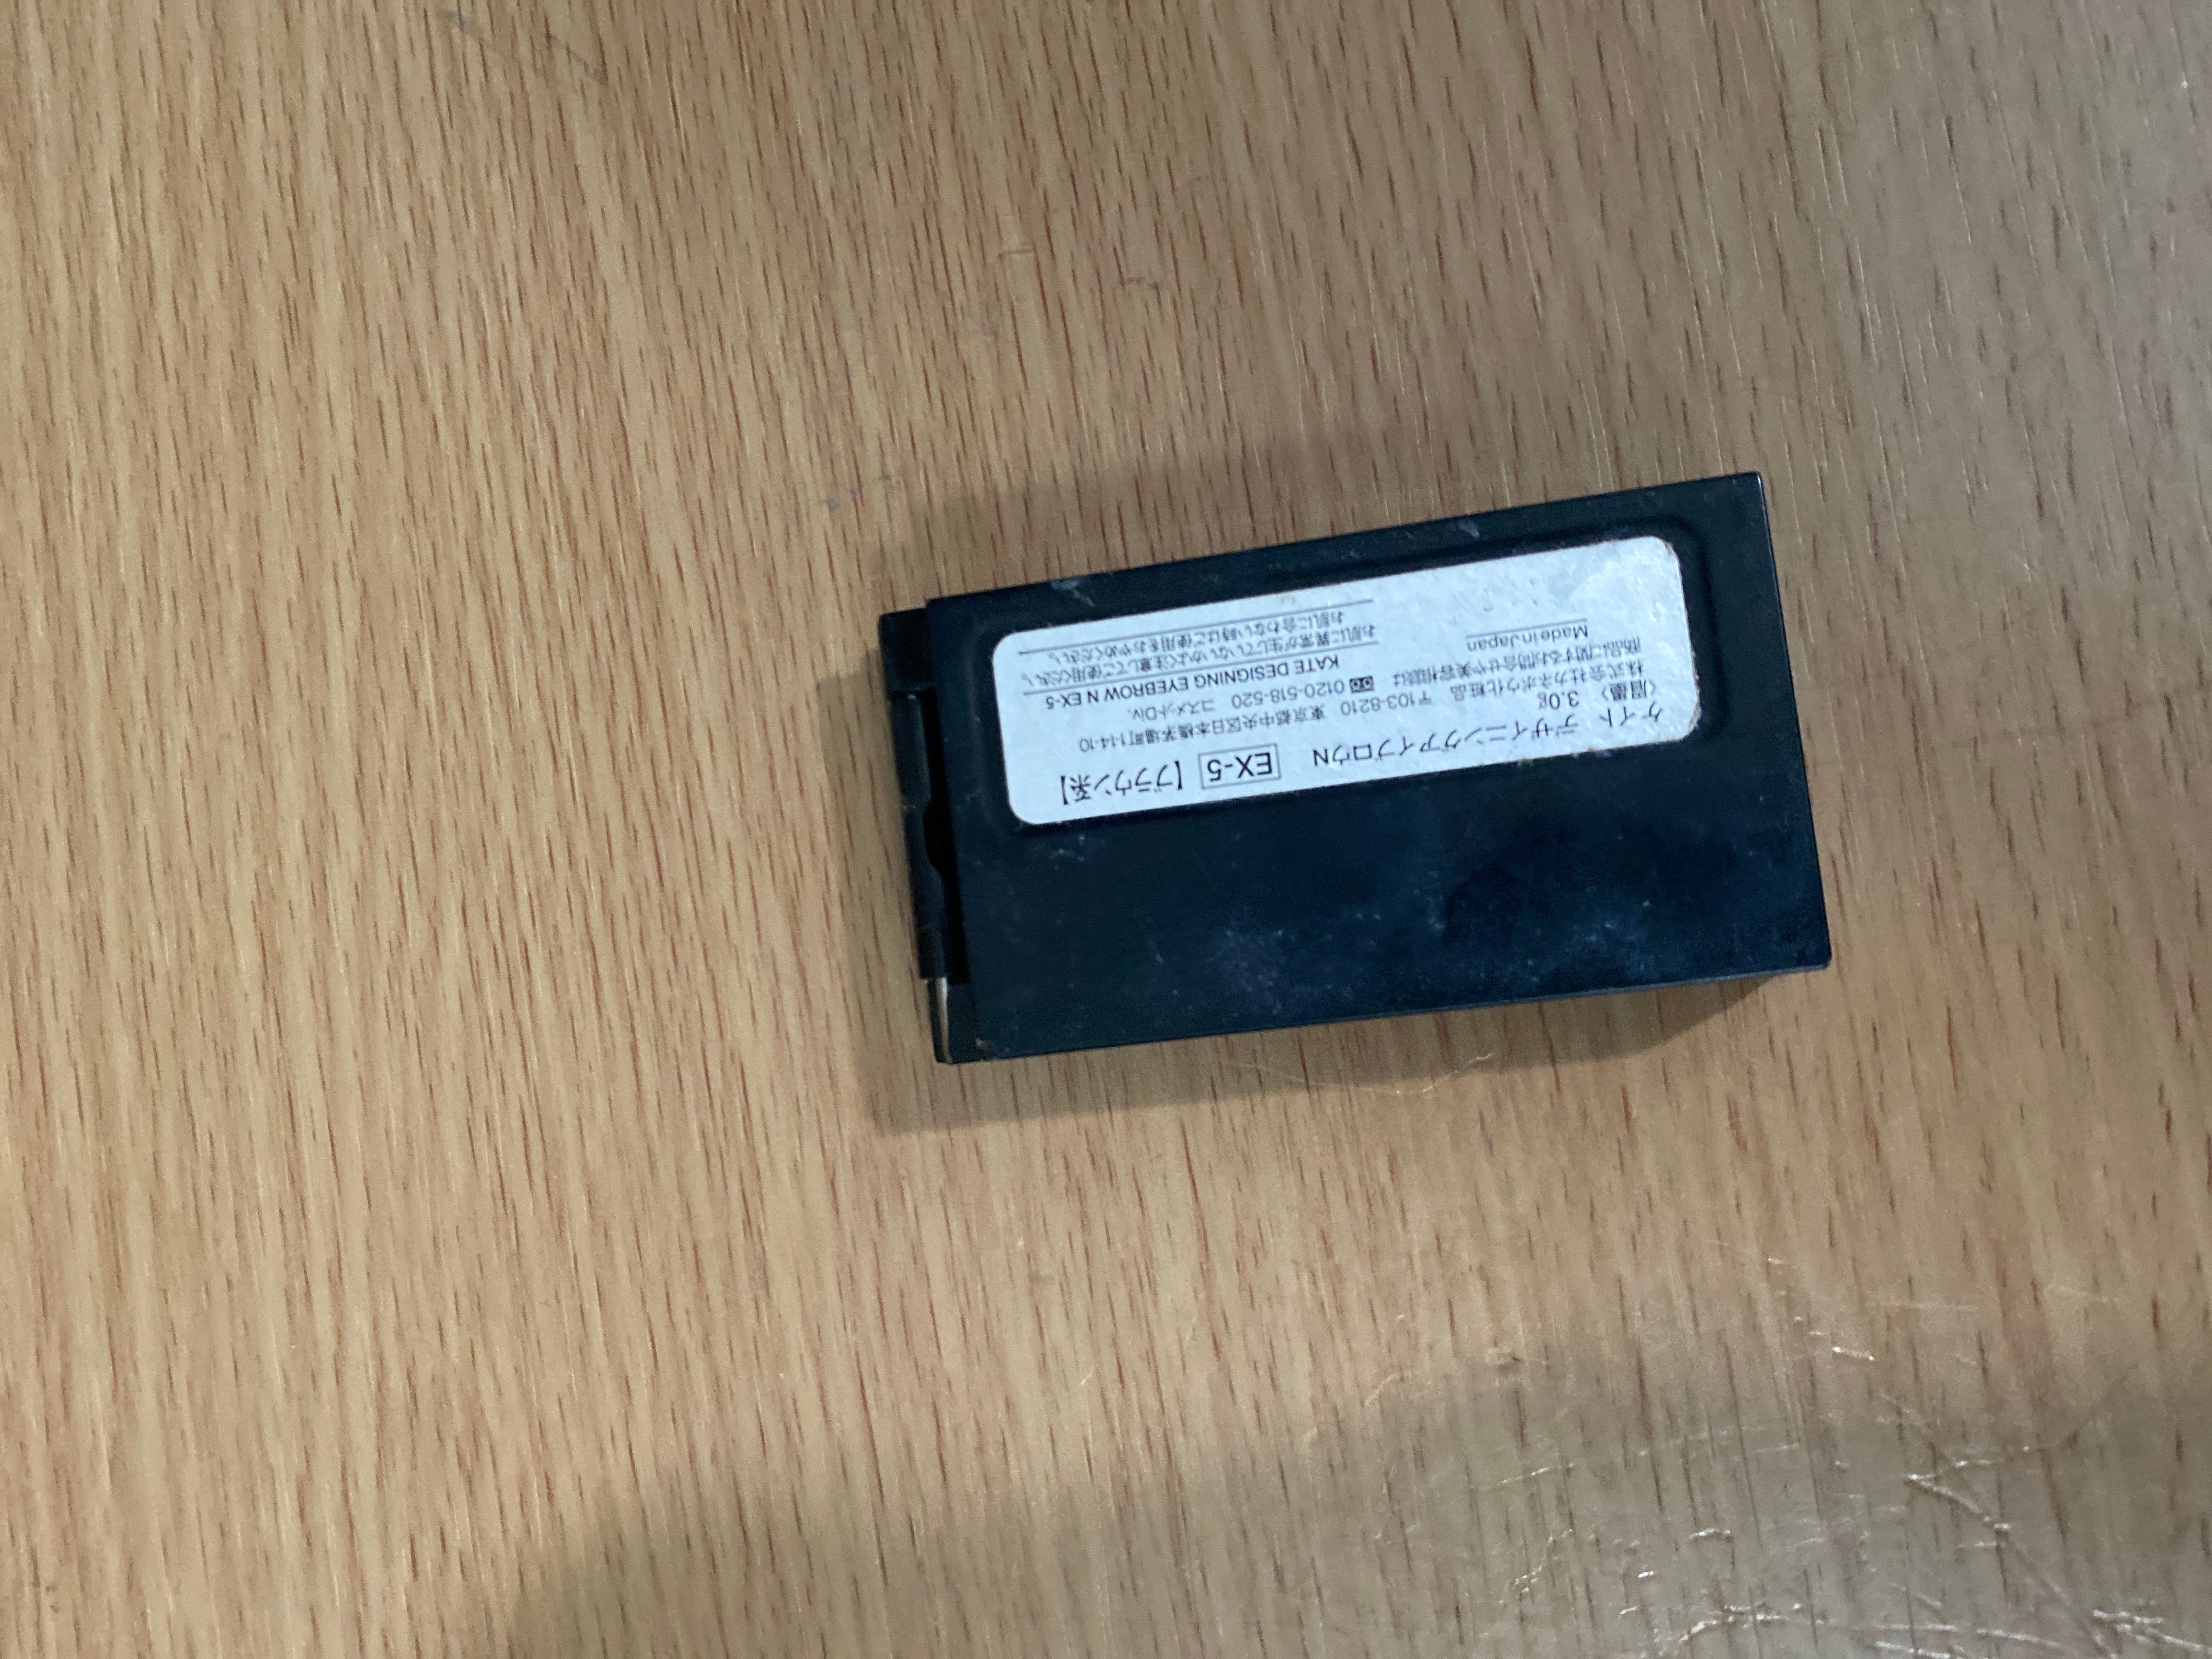 ケイト デザイニングアイブロウN EX-5 【ブラウン系】
〈眉墨〉 3.0g
株式会社カネボウ化粧品 〒103-8210 東京都中央区日本橋茅場町1-14-10
商品に関するお問合せや美容相談は 0120-518-520 コスメットDiv.
Made in Japan KATE DESIGNING EYEBROW N EX-5
お肌に異常が生じていないかよく注意してご使用ください。
お肌に合わない時はご使用をおやめください。